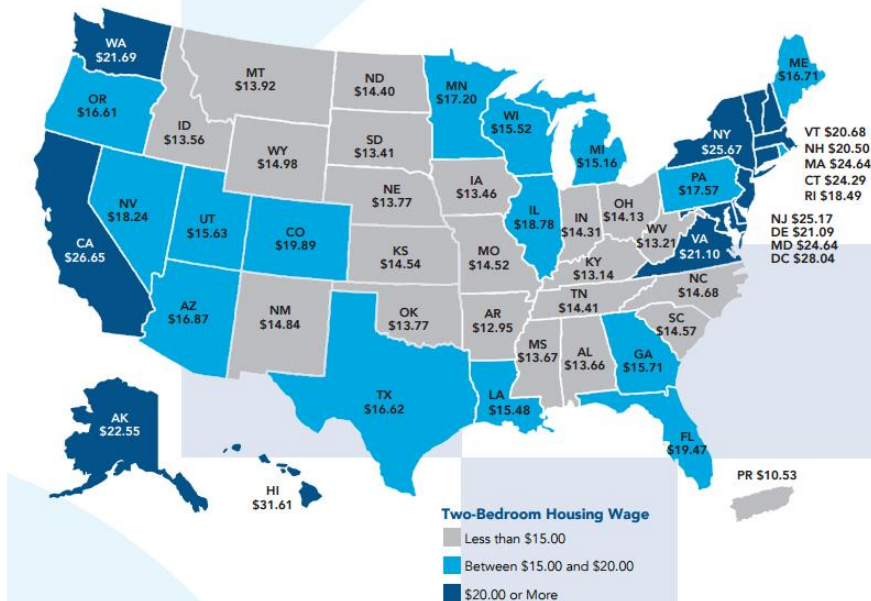 WA
$21.69
OR
$16.61
CA
$26.65
NV
$18.24
ID
$13.56
MT
$13.92
WY
$14.98
UT
$15.63
CO
$19.89
AZ
$16.87
NM
$14.84
ND
$14.40
SD
$13.41
NE
$13.77
KS
$14.54
OK
$13.77
TX
$16.62
MN
$17.20
IA
$13.46
MO
$14.52
AR
$12.95
LA
$15.48
WI
$15.52
IL
$18.78
MI
$15.16
IN
$14.31
OH
$14.13
KY
$13.14
TN
$14.41
MS
$13.67
AL
$13.66
GA
$15.71
FL
$19.47
SC
$14.57
NC
$14.68
WV
$13.21
VA
$21.10
PA
$17.57
NY
$25.67
ME
$16.71
VT $20.68
NH $20.50
MA $24.64
CT $24.29
RI $18.49
NJ $25.17
DE $21.09
MD $24.64
DC $28.04
AK
$22.55
HI
$31.61
PR $10.53
Two-Bedroom Housing Wage
Less than $15.00
Between $15.00 and $20.00
$20.00 or More